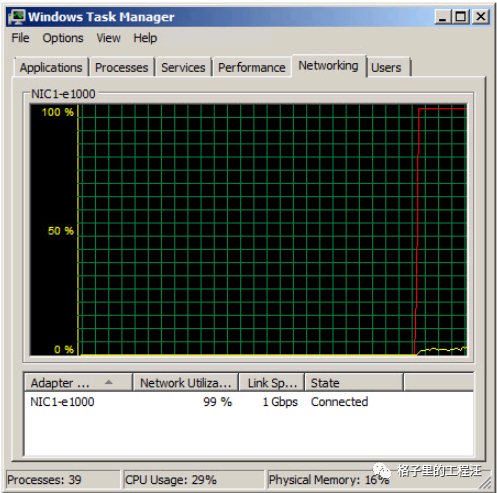 Windows Task Manager
File Options View Help
Applications Processes Services Performance Networking Users
NIC1-e1000
100 %
50 %
0 %
Adapter ... Network Utiliza... Link Sp... State
NIC1-e1000 99 % 1 Gbps Connected
格子里的工程汪
Processes: 39 CPU Usage: 29% Physical Memory: 16%